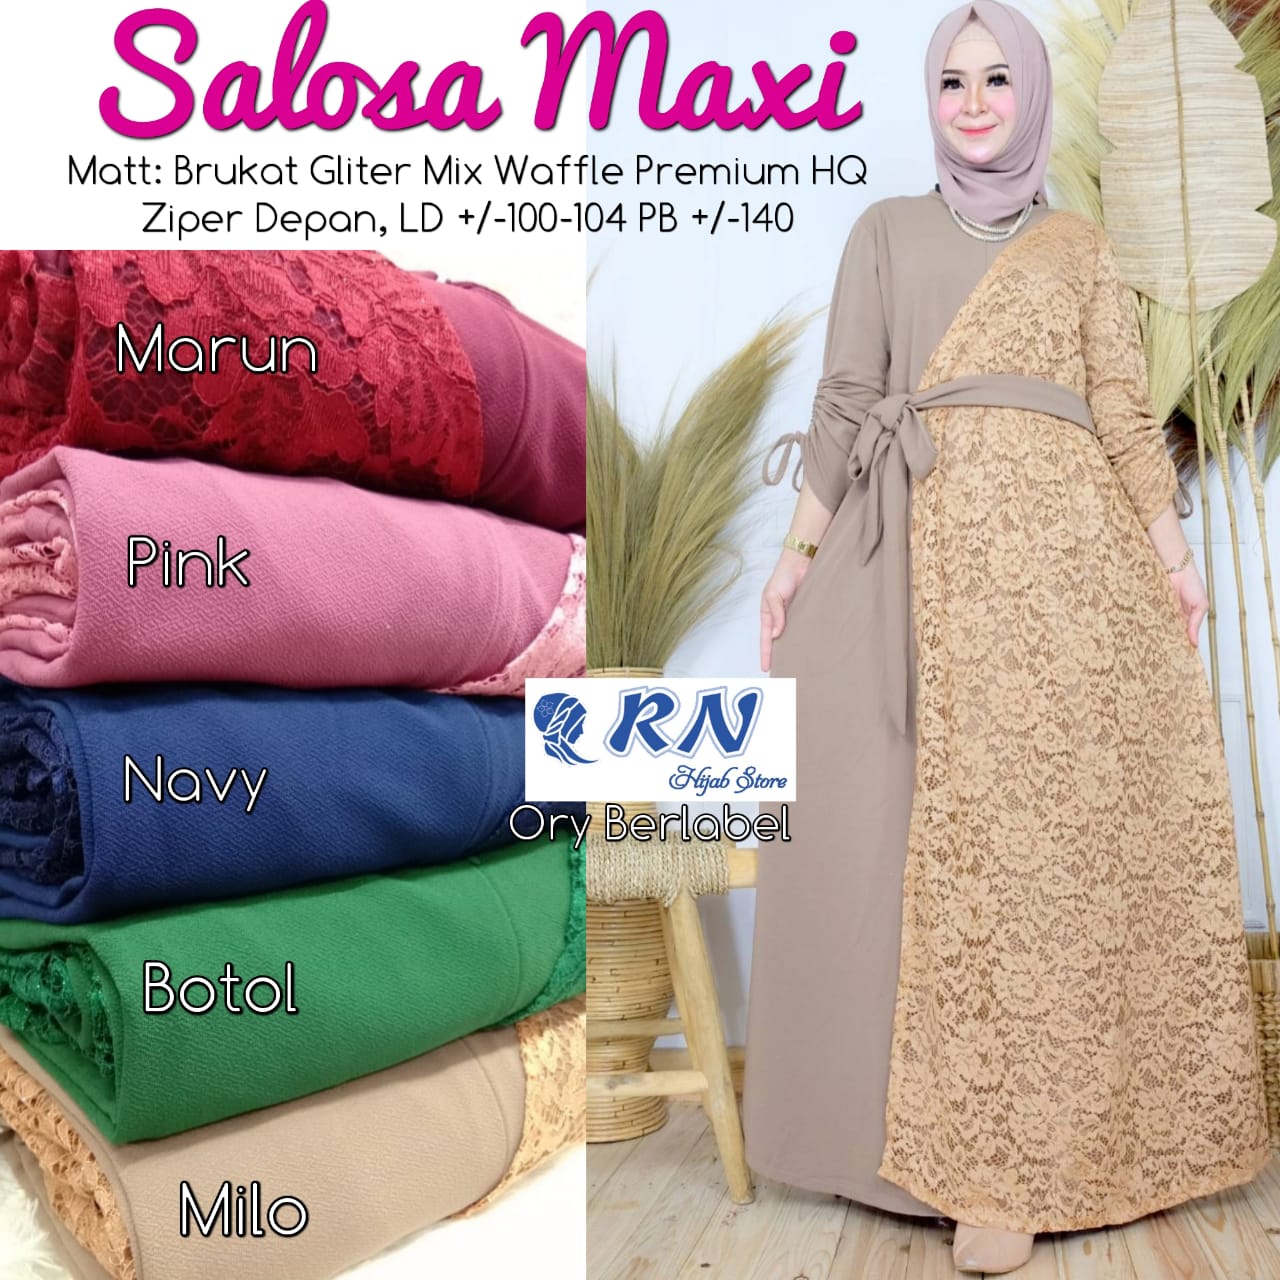 Salosa Maxi
Matt: Brukat Gliter Mix Waffle Premium HQ
Ziper Depan, LD +/-100-104 PB +/-140
Marun
Pink
Navy
Botol
Milo
RN
Hijab Store
Ory Berlabel